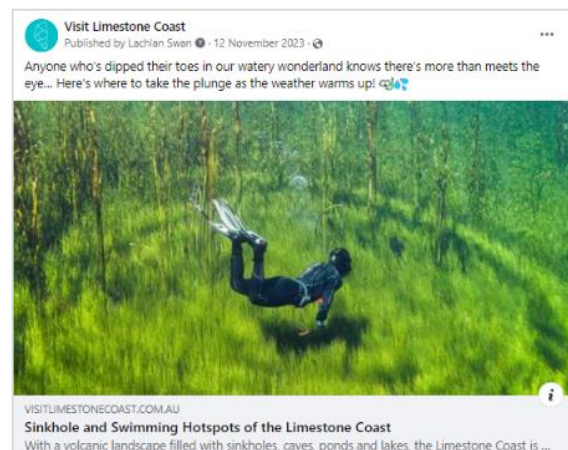 Visit Limestone Coast
Published by Lachlan Swan · 12 November 2023 ·
Anyone who's dipped their toes in our watery wonderland knows there's more than meets the
eye... Here's where to take the plunge as the weather warms up! 🤿💦
VISITLIMESTONECOAST.COM.AU
Sinkhole and Swimming Hotspots of the Limestone Coast
With a volcanic landscape filled with sinkholes, caves, ponds and lakes, the Limestone Coast is ...